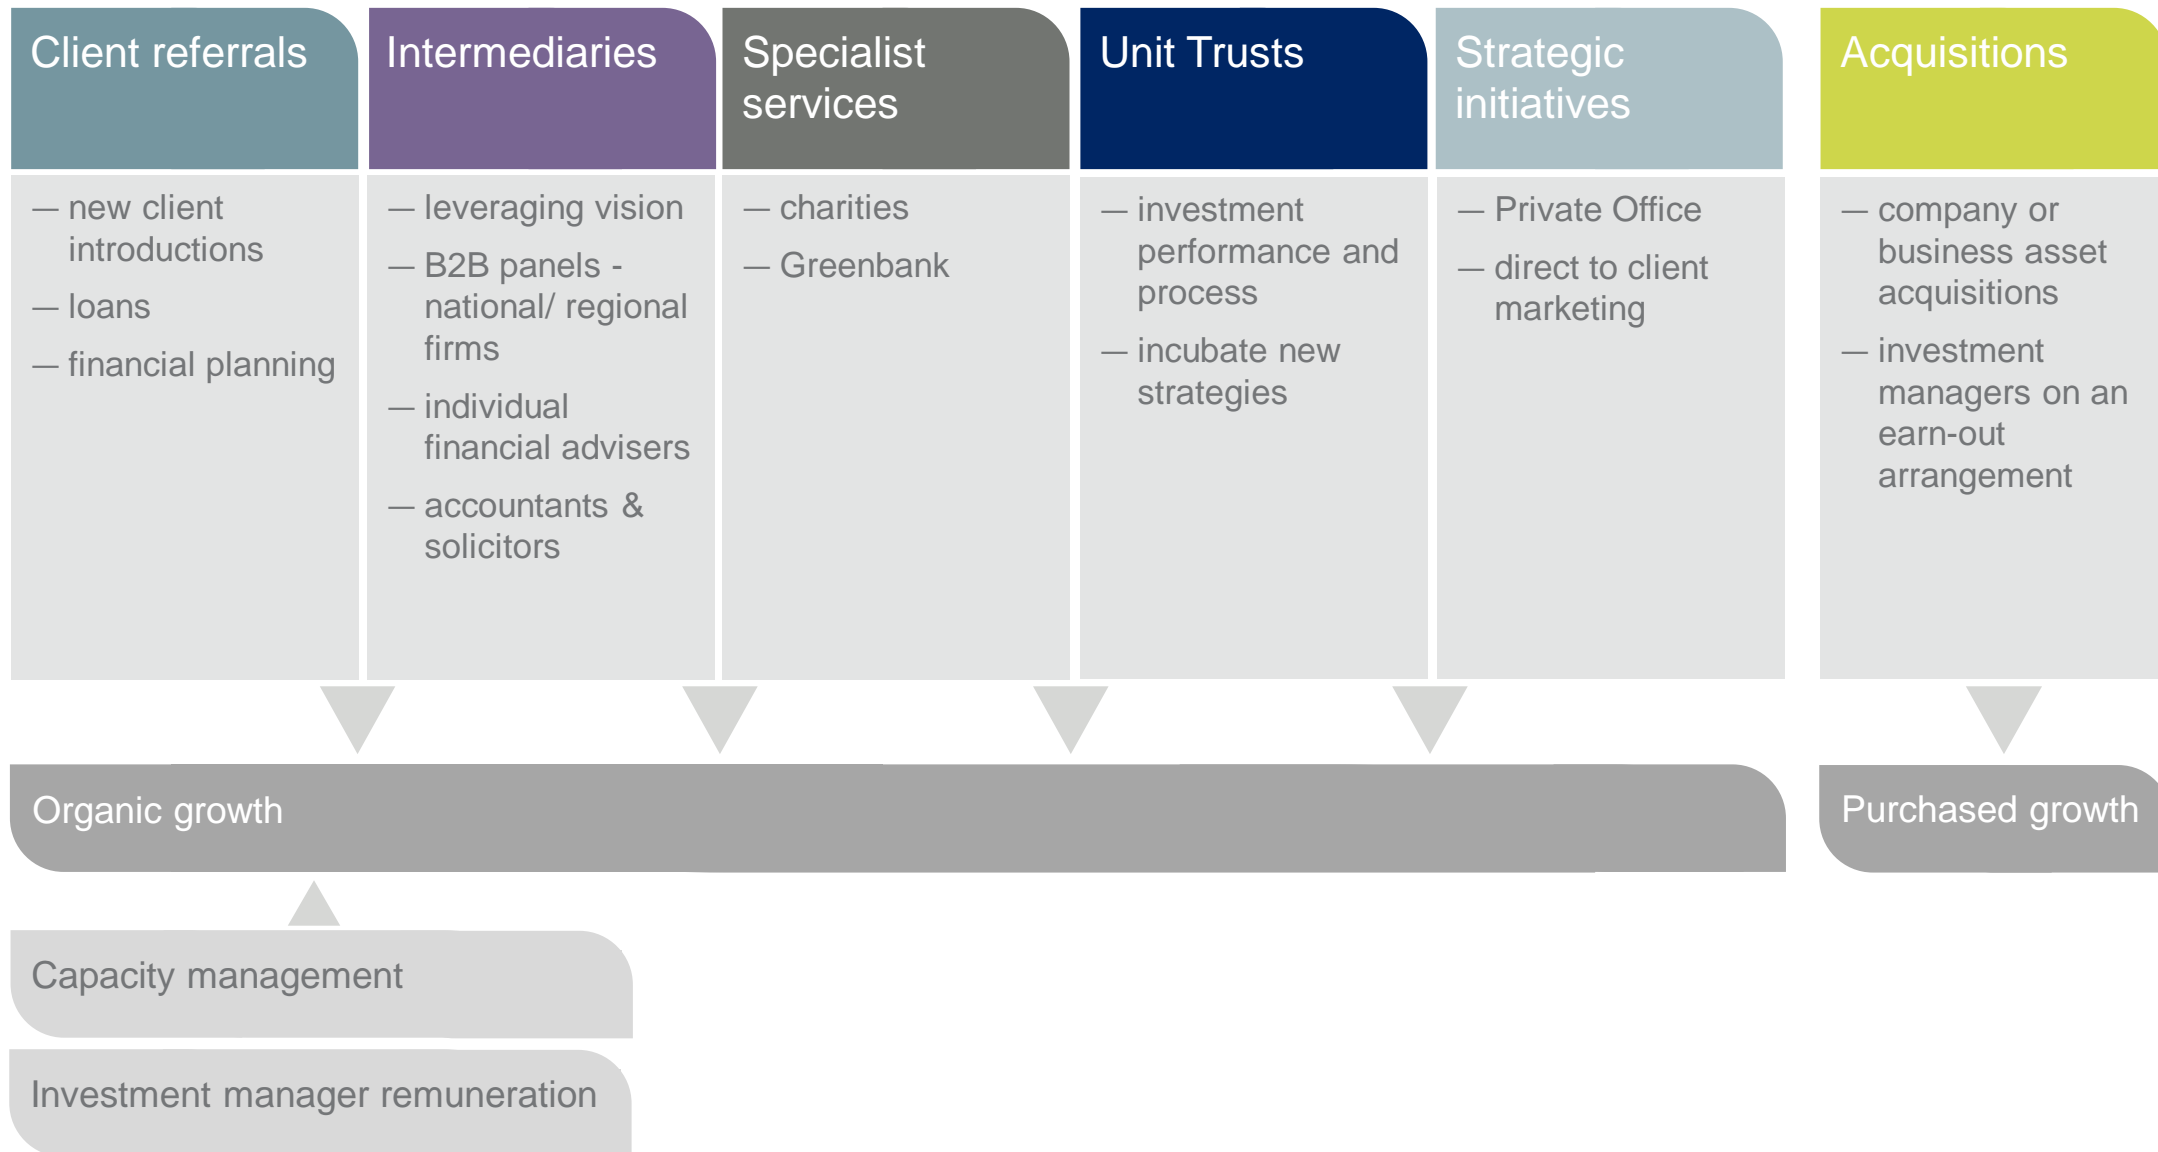 Client referrals
— new client
introductions
— loans
— financial planning
Intermediaries
— leveraging vision
— B2B panels -
national/ regional
firms
— individual
financial advisers
— accountants &
solicitors
Specialist
services
— charities
— Greenbank
Unit Trusts
— investment
performance and
process
— incubate new
strategies
Strategic
initiatives
— Private Office
— direct to client
marketing
Acquisitions
— company or
business asset
acquisitions
— investment
managers on an
earn-out
arrangement
Organic growth
Purchased growth
Capacity management
Investment manager remuneration